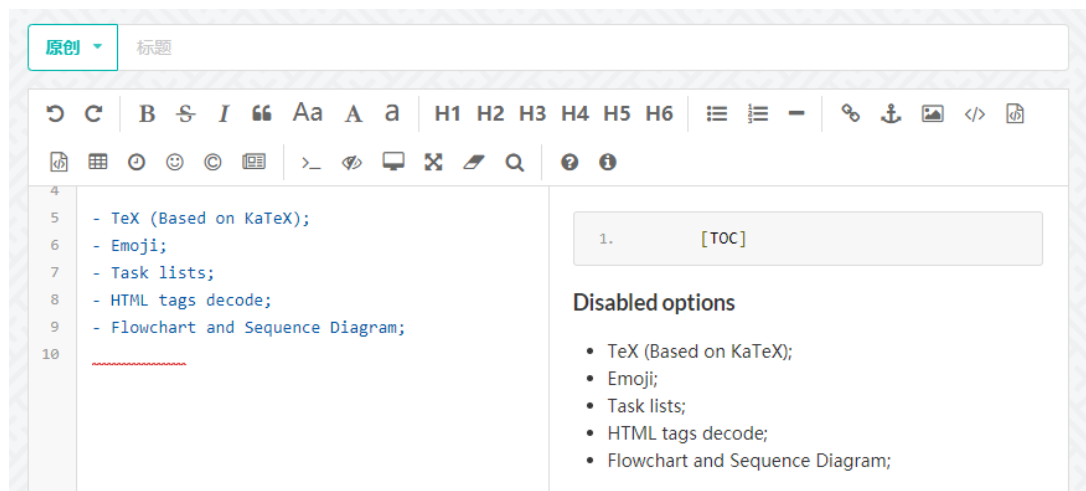 原创 标题
B S I Aa A a H1 H2 H3 H4 H5 H6
4
5 - TeX (Based on KaTeX);
6 - Emoji;
7 - Task lists;
8 - HTML tags decode;
9 - Flowchart and Sequence Diagram;
10
1. [TOC]
Disabled options
• TeX (Based on KaTeX);
• Emoji;
• Task lists;
• HTML tags decode;
• Flowchart and Sequence Diagram;